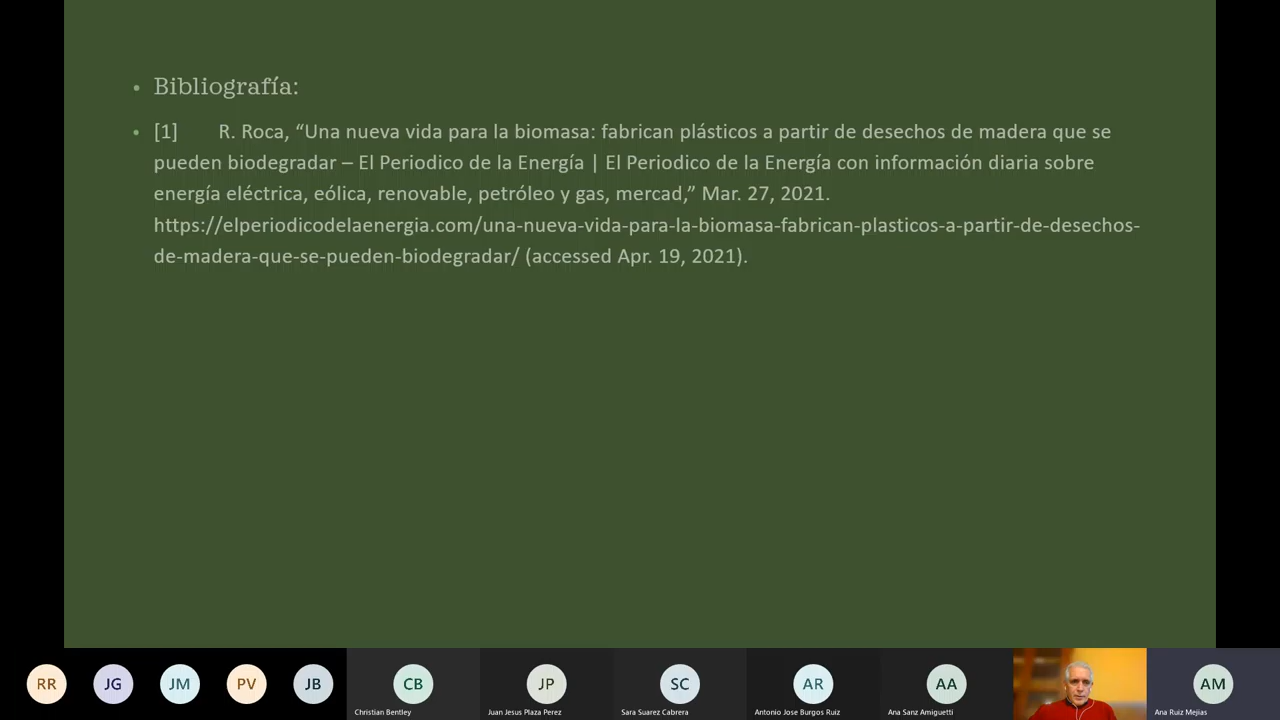 Bibliografía:
[1] R. Roca, “Una nueva vida para la biomasa: fabrican plásticos a partir de desechos de madera que se
pueden biodegradar – El Periodico de la Energía | El Periodico de la Energía con información diaria sobre
energía eléctrica, eólica, renovable, petróleo y gas, mercad,” Mar. 27, 2021.
https://elperiodicodelaenergia.com/una-nueva-vida-para-la-biomasa-fabrican-plasticos-a-partir-de-desechos-
de-madera-que-se-pueden-biodegradar/ (accessed Apr. 19, 2021).
RR JG JM PV JB CB JP SC AR AA AM
Christian Bentley Juan Jesus Plaza Perez Sara Suarez Cabrera Antonio Jose Burgos Ruiz Ana Sanz Amiguetti Ana Ruiz Mejias